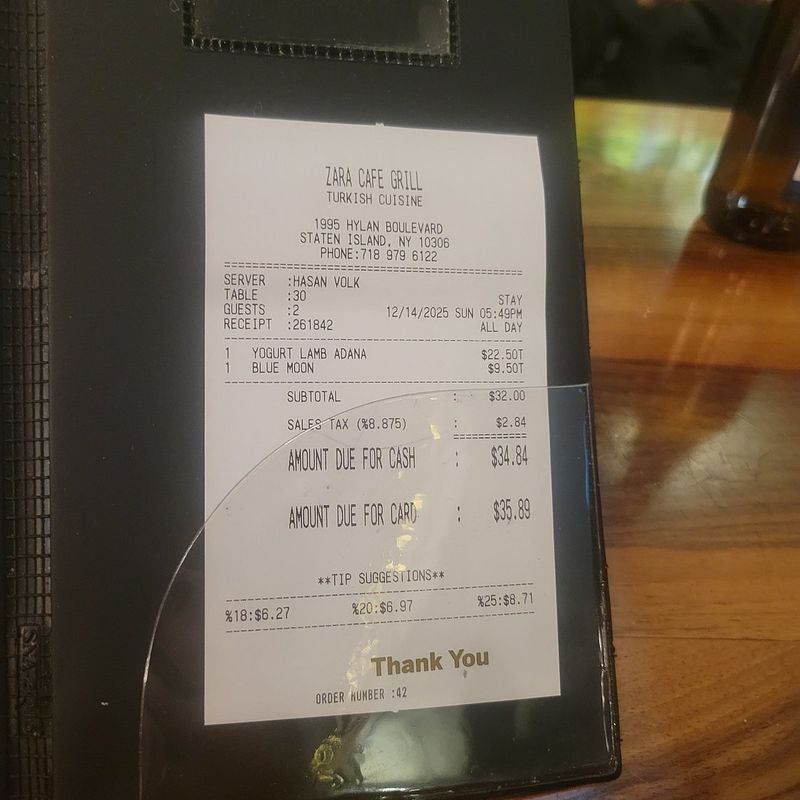 ZARA CAFE GRILL
TURKISH CUISINE
1995 HYLAN BOULEVARD
STATEN ISLAND, NY 10306
PHONE:718 979 6122
SERVER :HASAN VOLK
TABLE :30 STAY
GUESTS :2 12/14/2025 SUN 05:49PM
RECEIPT :261842 ALL DAY
1 YOGURT LAMB ADANA $22.50T
1 BLUE MOON $9.50T
SUBTOTAL : $32.00
SALES TAX (%8.875) : $2.84
AMOUNT DUE FOR CASH : $34.84
AMOUNT DUE FOR CARD : $35.89
**TIP SUGGESTIONS**
%18:$6.27 %20:$6.97 %25:$8.71
Thank You
ORDER NUMBER :42